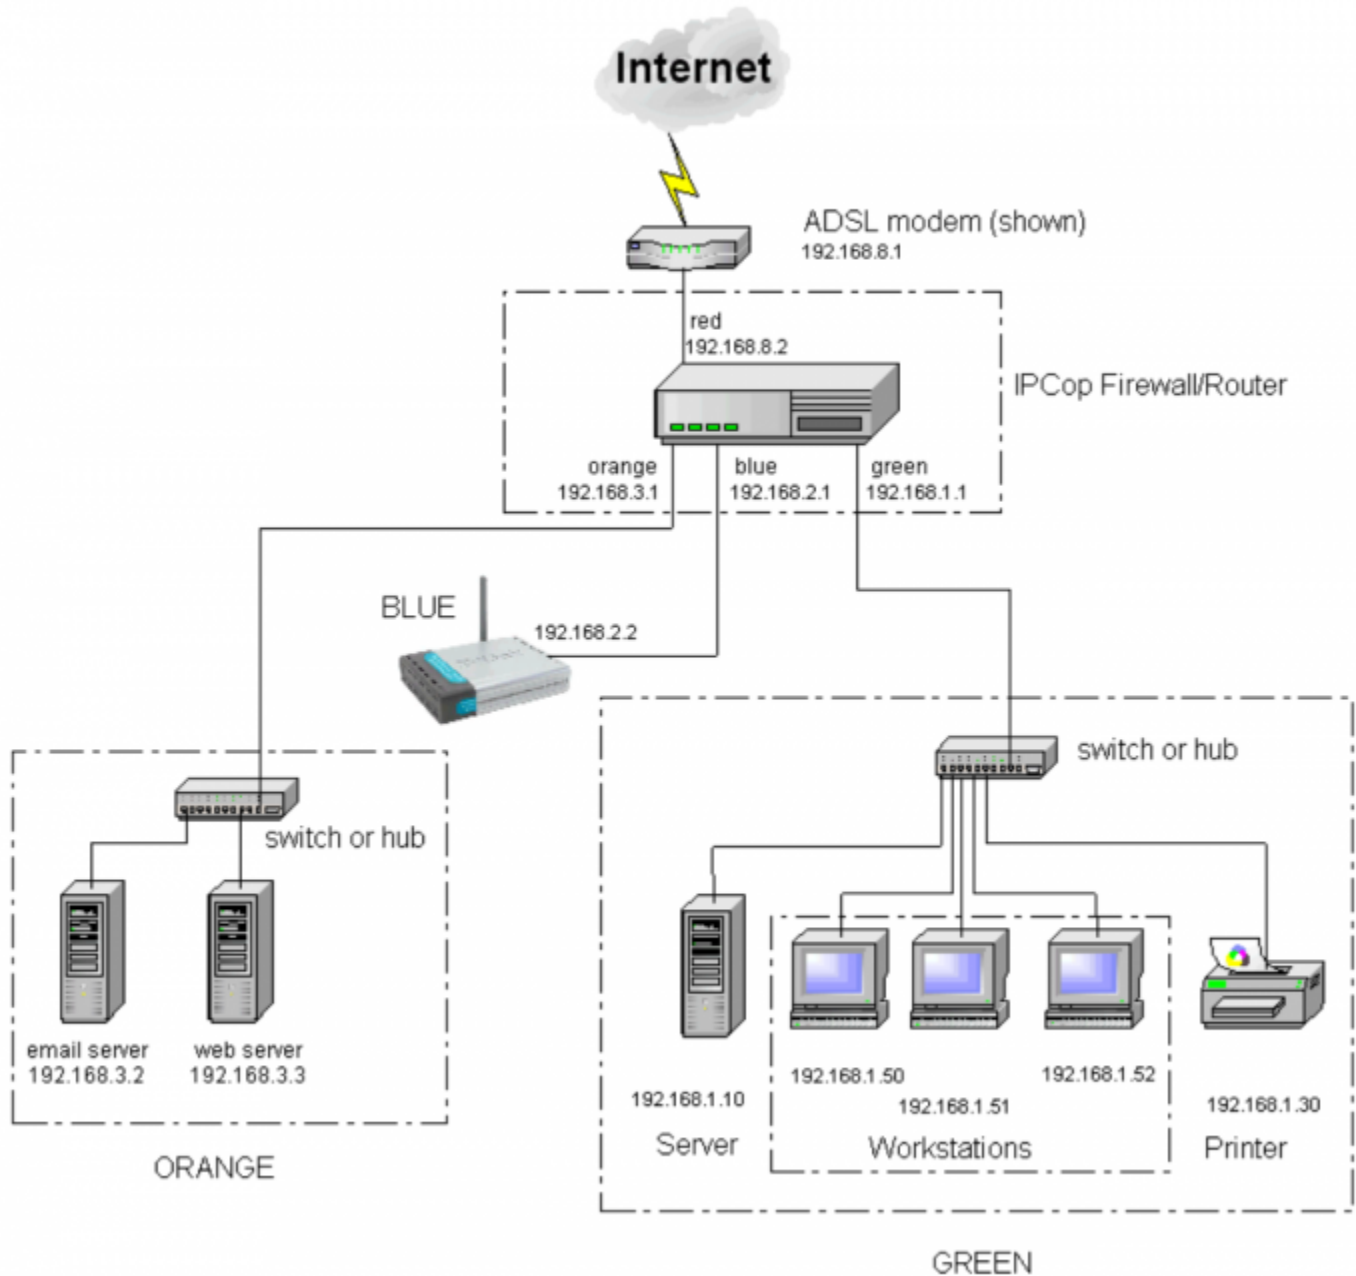 Internet
ADSL modem (shown)
192.168.8.1
red
192.168.8.2
IPCop Firewall/Router
orange
192.168.3.1
blue
192.168.2.1
green
192.168.1.1
BLUE
192.168.2.2
switch or hub
switch or hub
email server
192.168.3.2
web server
192.168.3.3
ORANGE
192.168.1.10
Server
192.168.1.50
192.168.1.51
192.168.1.52
Workstations
192.168.1.30
Printer
GREEN